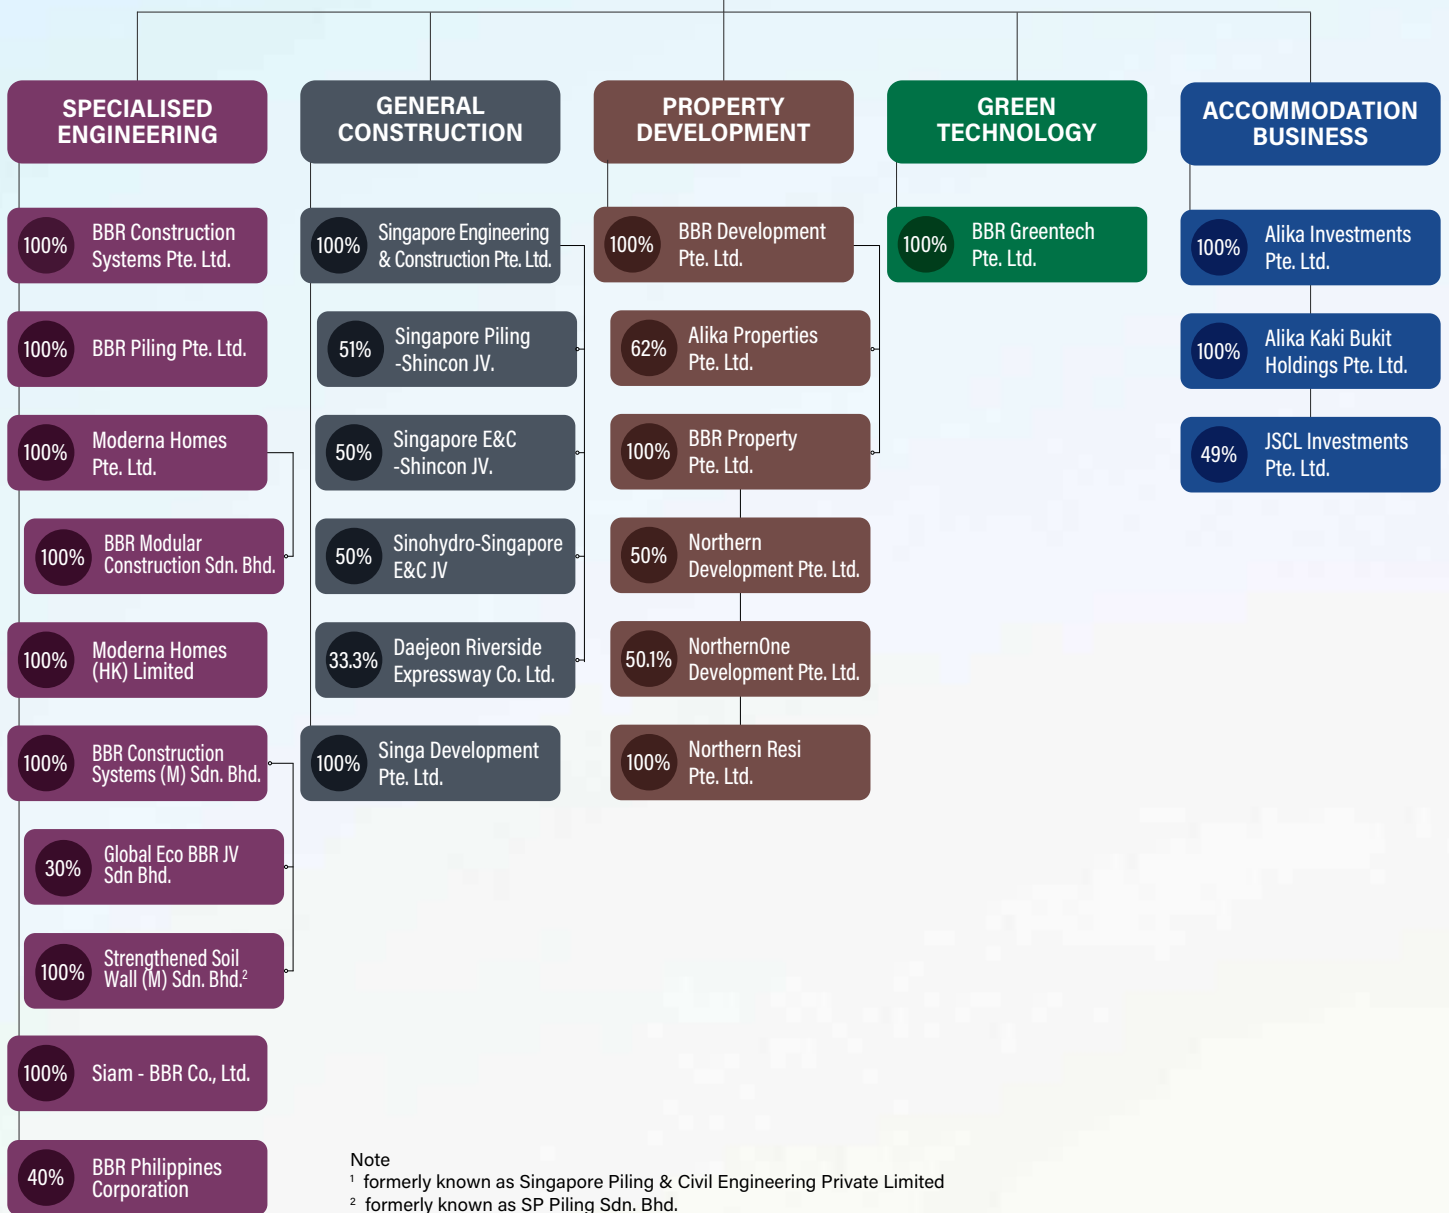 SPECIALISED
ENGINEERING
100%
BBR Construction
Systems Pte. Ltd.
100%
BBR Piling Pte. Ltd.
100%
Moderna Homes
Pte. Ltd.
100%
BBR Modular
Construction Sdn. Bhd.
100%
Moderna Homes
(HK) Limited
100%
BBR Construction
Systems (M) Sdn. Bhd.
30%
Global Eco BBR JV
Sdn Bhd.
100%
Strengthened Soil
Wall (M) Sdn. Bhd.²
100%
Siam - BBR Co., Ltd.
40%
BBR Philippines
Corporation
GENERAL
CONSTRUCTION
100%
Singapore Engineering
& Construction Pte. Ltd.
51%
Singapore Piling
-Shincon JV.
50%
Singapore E&C
-Shincon JV.
50%
Sinohydro-Singapore
E&C JV
33.3%
Daejeon Riverside
Expressway Co. Ltd.
100%
Singa Development
Pte. Ltd.
PROPERTY
DEVELOPMENT
100%
BBR Development
Pte. Ltd.
62%
Alika Properties
Pte. Ltd.
100%
BBR Property
Pte. Ltd.
50%
Northern
Development Pte. Ltd.
50.1%
NorthernOne
Development Pte. Ltd.
100%
Northern Resi
Pte. Ltd.
GREEN
TECHNOLOGY
100%
BBR Greentech
Pte. Ltd.
ACCOMMODATION
BUSINESS
100%
Alika Investments
Pte. Ltd.
100%
Alika Kaki Bukit
Holdings Pte. Ltd.
49%
JSCL Investments
Pte. Ltd.
Note
¹ formerly known as Singapore Piling & Civil Engineering Private Limited
² formerly known as SP Piling Sdn. Bhd.